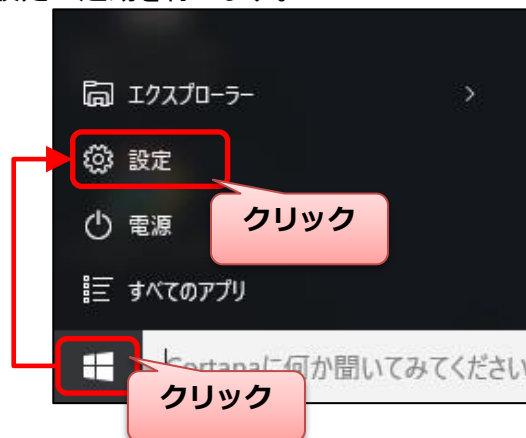 エクスプローラー
設定
クリック
電源
すべてのアプリ
Cortanaに何か聞いてみてください
クリック